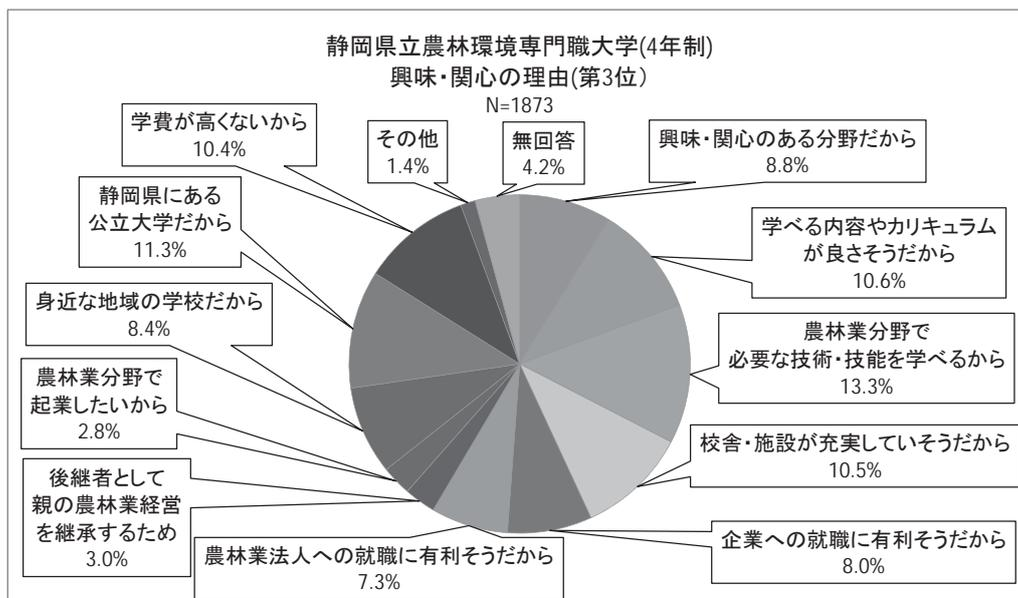 静岡県立農林環境専門職大学(4年制)
興味・関心の理由(第3位)
N=1873
興味・関心のある分野だから
8.8%
学べる内容やカリキュラム
が良さそうだから
10.6%
農林業分野で
必要な技術・技能を学べるから
13.3%
校舎・施設が充実していそうだから
10.5%
企業への就職に有利そうだから
8.0%
農林業法人への就職に有利そうだから
7.3%
後継者として
親の農林業経営
を継承するため
3.0%
農林業分野で
起業したいから
2.8%
身近な地域の学校だから
8.4%
静岡県にある
公立大学だから
11.3%
学費が高くないから
10.4%
その他
1.4%
無回答
4.2%